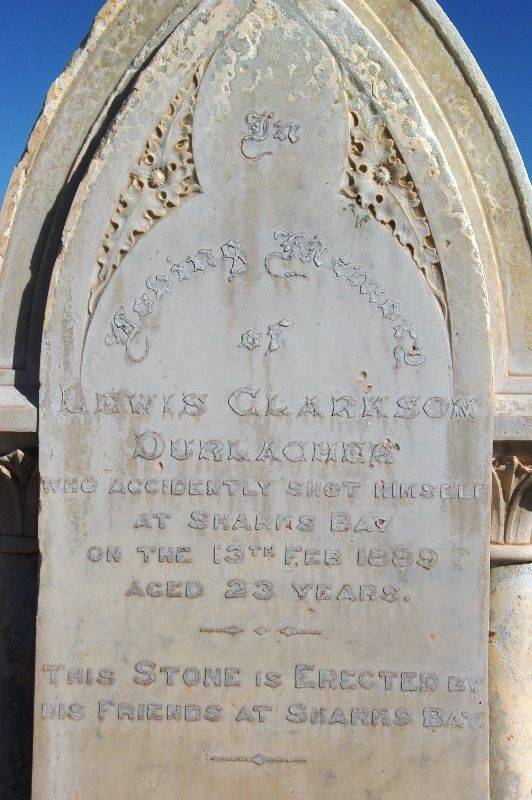 In
Loving Memory
of
LEWIS CLARKSON
DURLACHER
WHO ACCIDENTLY SHOT HIMSELF
AT SHARKS BAY
ON THE 13TH FEB 1889
AGED 23 YEARS.
THIS STONE IS ERECTED BY
HIS FRIENDS AT SHARKS BAY.